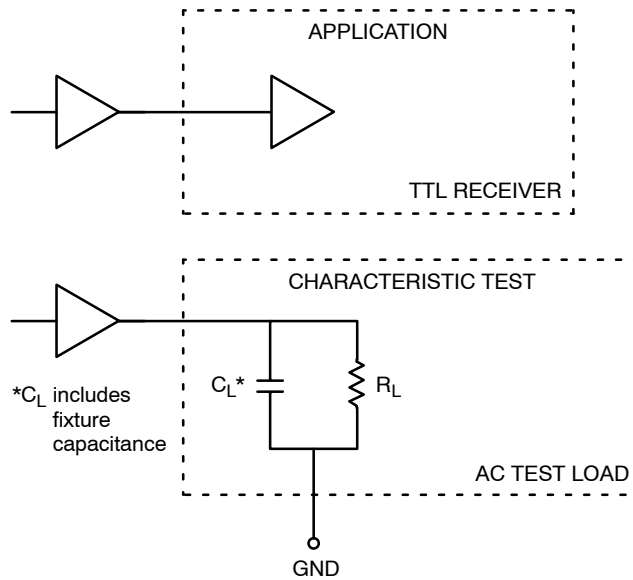 APPLICATION
TTL RECEIVER
CHARACTERISTIC TEST
*CL includes
fixture
capacitance
CL*
RL
AC TEST LOAD
GND